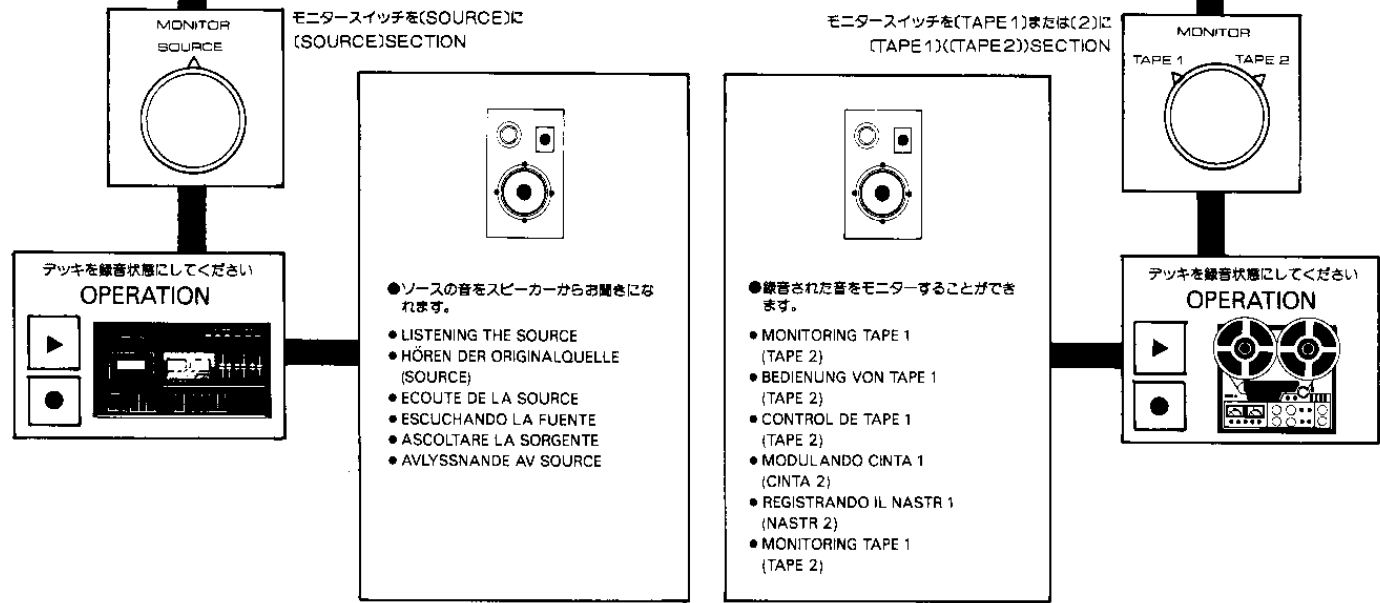 MONITOR
SOURCE
モニタースイッチを(SOURCE)に
(SOURCE)SECTION
デッキを録音状態にしてください
OPERATION
●ソースの音をスピーカーからお聞きにな
れます。
● LISTENING THE SOURCE
● HÖREN DER ORIGINALQUELLE
(SOURCE)
● ECOUTE DE LA SOURCE
● ESCUCHANDO LA FUENTE
● ASCOLTARE LA SORGENTE
● AVLYSSNANDE AV SOURCE
モニタースイッチを(TAPE1)または(2)に
(TAPE1)((TAPE2))SECTION
MONITOR
TAPE 1 TAPE 2
●録音された音をモニターすることができ
ます。
● MONITORING TAPE 1
(TAPE 2)
● BEDIENUNG VON TAPE 1
(TAPE 2)
● CONTROL DE TAPE 1
(TAPE 2)
● MODULANDO CINTA 1
(CINTA 2)
● REGISTRANDO IL NASTR 1
(NASTR 2)
● MONITORING TAPE 1
(TAPE 2)
デッキを録音状態にしてください
OPERATION